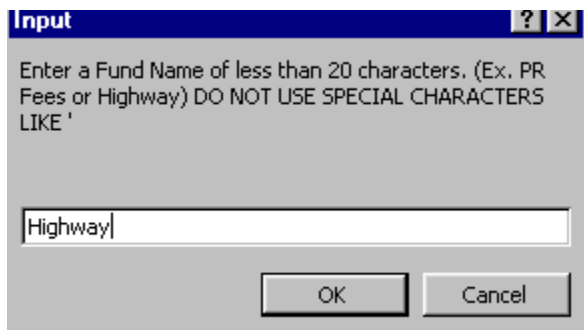 Input
Enter a Fund Name of less than 20 characters. (Ex. PR
Fees or Highway) DO NOT USE SPECIAL CHARACTERS
LIKE '
Highway
OK Cancel